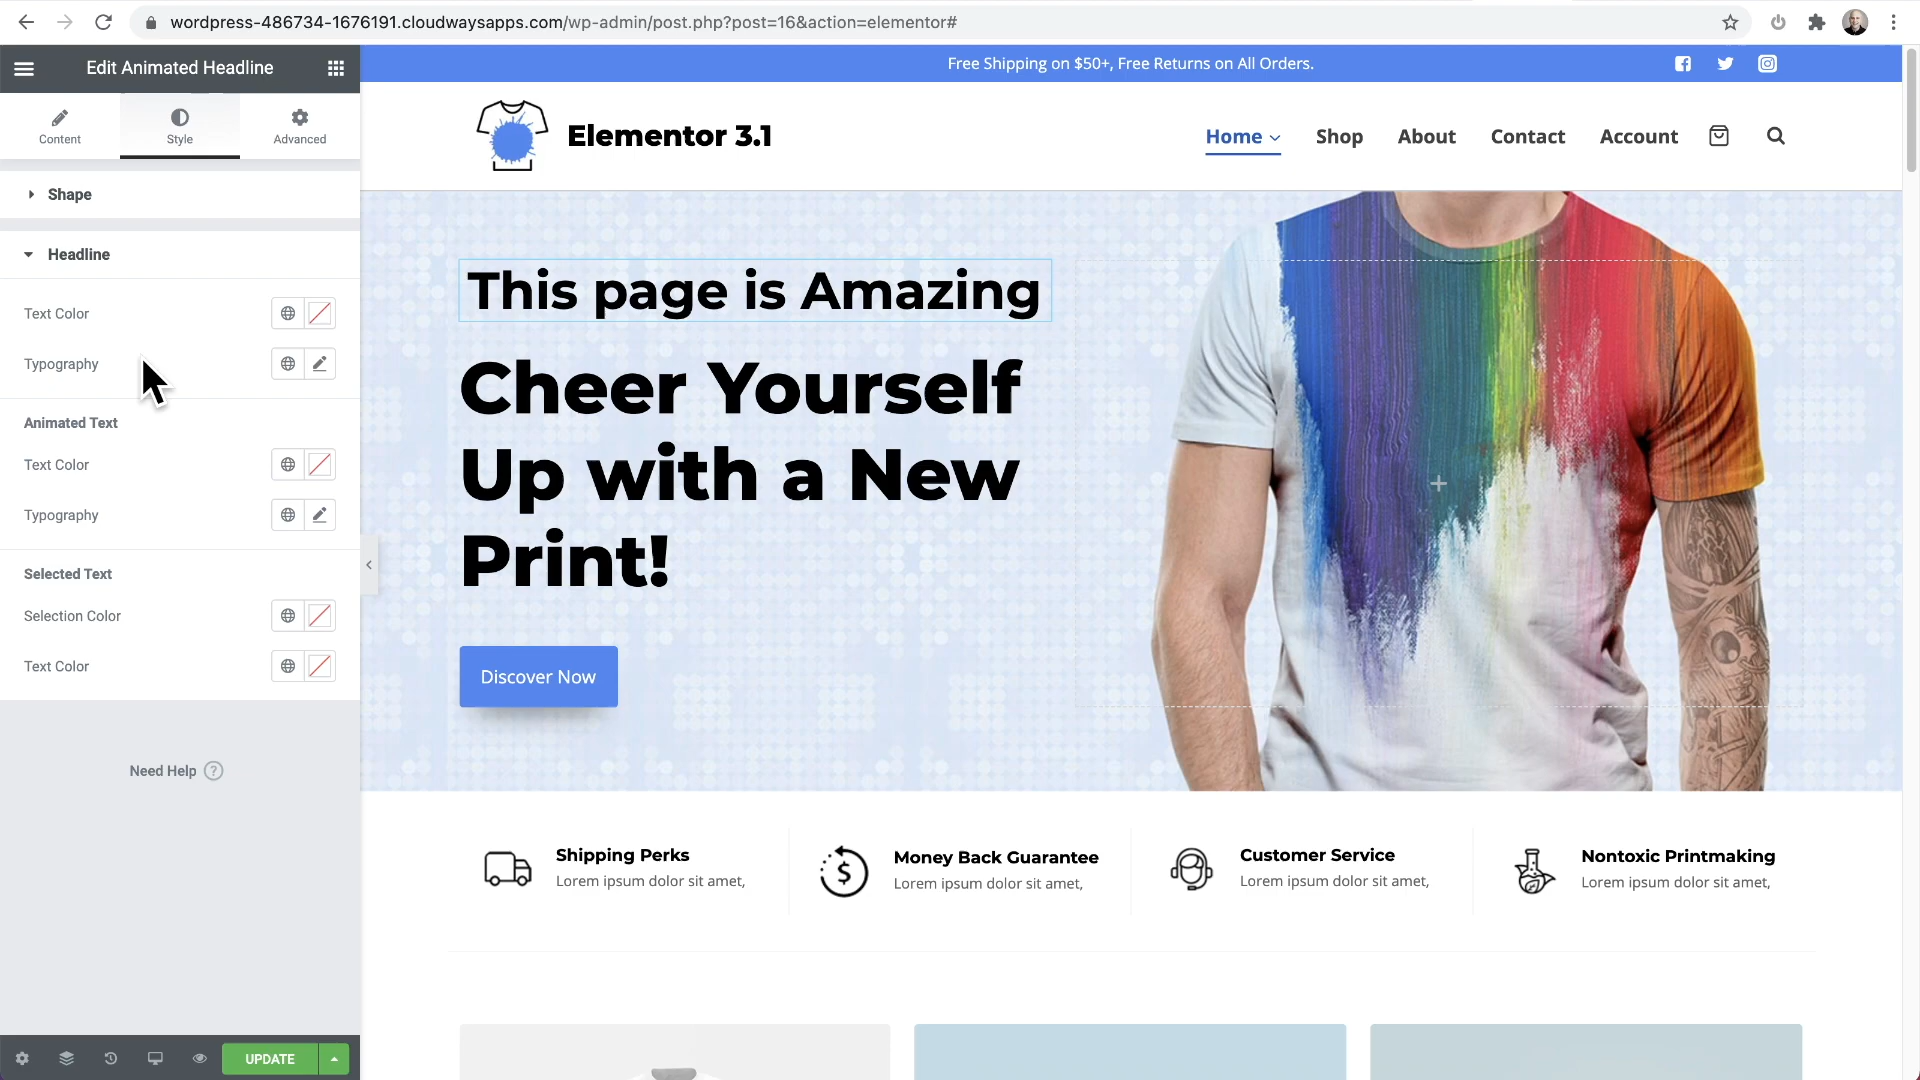 wordpress-486734-1676191.cloudwaysapps.com/wp-admin/post.php?post=16&action=elementor#
Edit Animated Headline
Content
Style
Advanced
Shape
Headline
Text Color
Typography
Animated Text
Text Color
Typography
Selected Text
Selection Color
Text Color
Need Help ?
UPDATE
Free Shipping on $50+, Free Returns on All Orders.
Elementor 3.1
Home
Shop
About
Contact
Account
This page is Amazing
Cheer Yourself
Up with a New
Print!
Discover Now
Shipping Perks
Lorem ipsum dolor sit amet,
Money Back Guarantee
Lorem ipsum dolor sit amet,
Customer Service
Lorem ipsum dolor sit amet,
Nontoxic Printmaking
Lorem ipsum dolor sit amet,